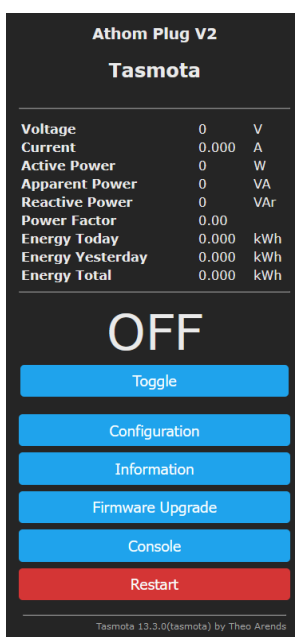 Athom Plug V2
Tasmota
Voltage 0 V
Current 0.000 A
Active Power 0 W
Apparent Power 0 VA
Reactive Power 0 VAr
Power Factor 0.00
Energy Today 0.000 kWh
Energy Yesterday 0.000 kWh
Energy Total 0.000 kWh
OFF
Toggle
Configuration
Information
Firmware Upgrade
Console
Restart
Tasmota 13.3.0(tasmota) by Theo Arends